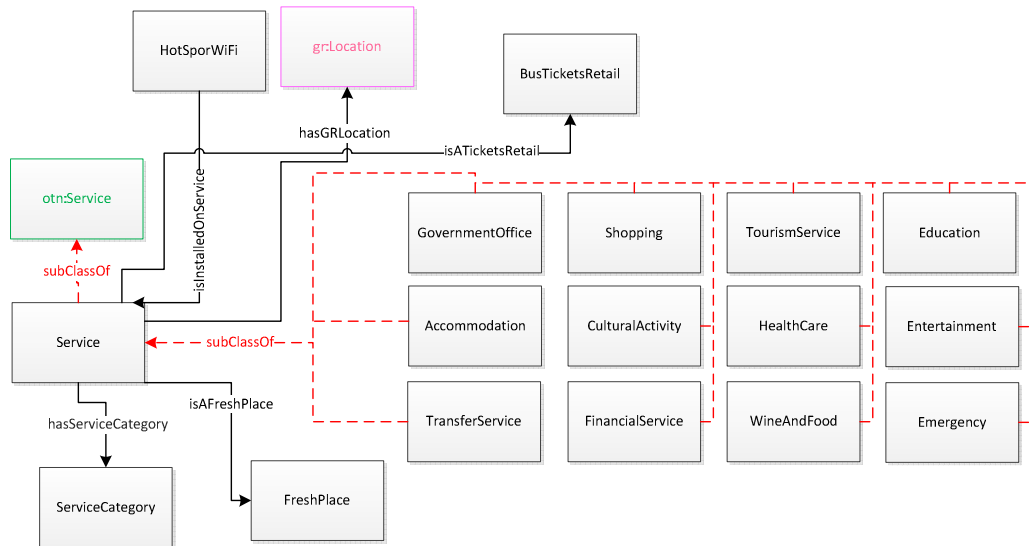 HotSporWiFi
gr:Location
BusTicketsRetail
hasGRLocation
isATicketsRetail
otn:Service
isInstalledOnService
subClassOf
GovernmentOffice
Shopping
TourismService
Education
Service
subClassOf
Accommodation
CulturalActivity
HealthCare
Entertainment
isAFreshPlace
hasServiceCategory
TransferService
FinancialService
WineAndFood
Emergency
ServiceCategory
FreshPlace